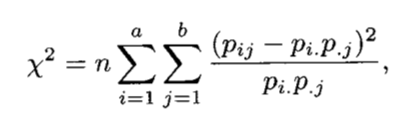 χ² = n ∑_{i=1}^{a} ∑_{j=1}^{b} (p_{ij} − p_{i.}p_{.j})² / p_{i.}p_{.j},